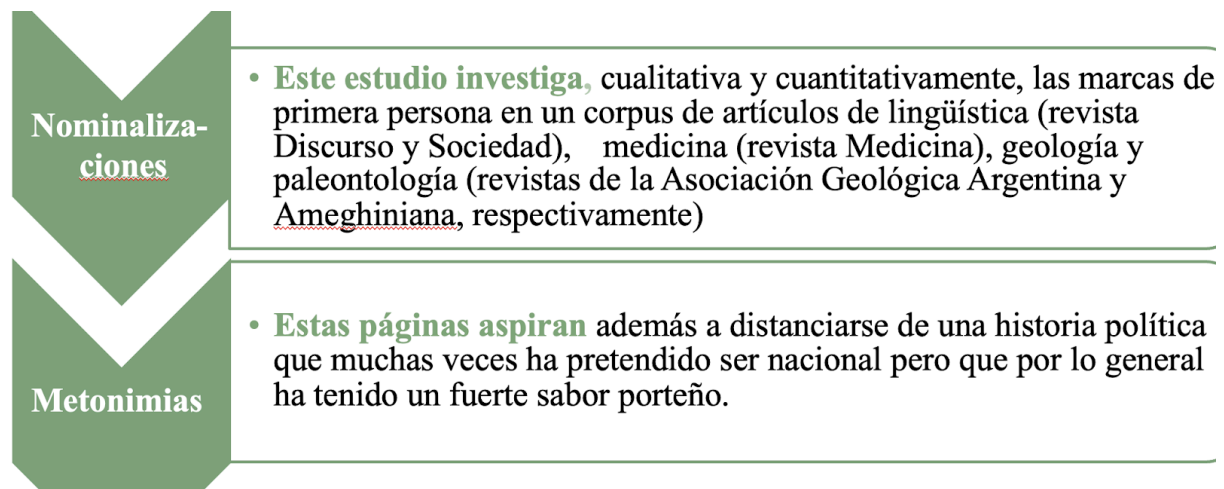 Nominaliza-
ciones
• Este estudio investiga, cualitativa y cuantitativamente, las marcas de
primera persona en un corpus de artículos de lingüística (revista
Discurso y Sociedad), medicina (revista Medicina), geología y
paleontología (revistas de la Asociación Geológica Argentina y
Ameghiniana, respectivamente)
Metonimias
• Estas páginas aspiran además a distanciarse de una historia política
que muchas veces ha pretendido ser nacional pero que por lo general
ha tenido un fuerte sabor porteño.